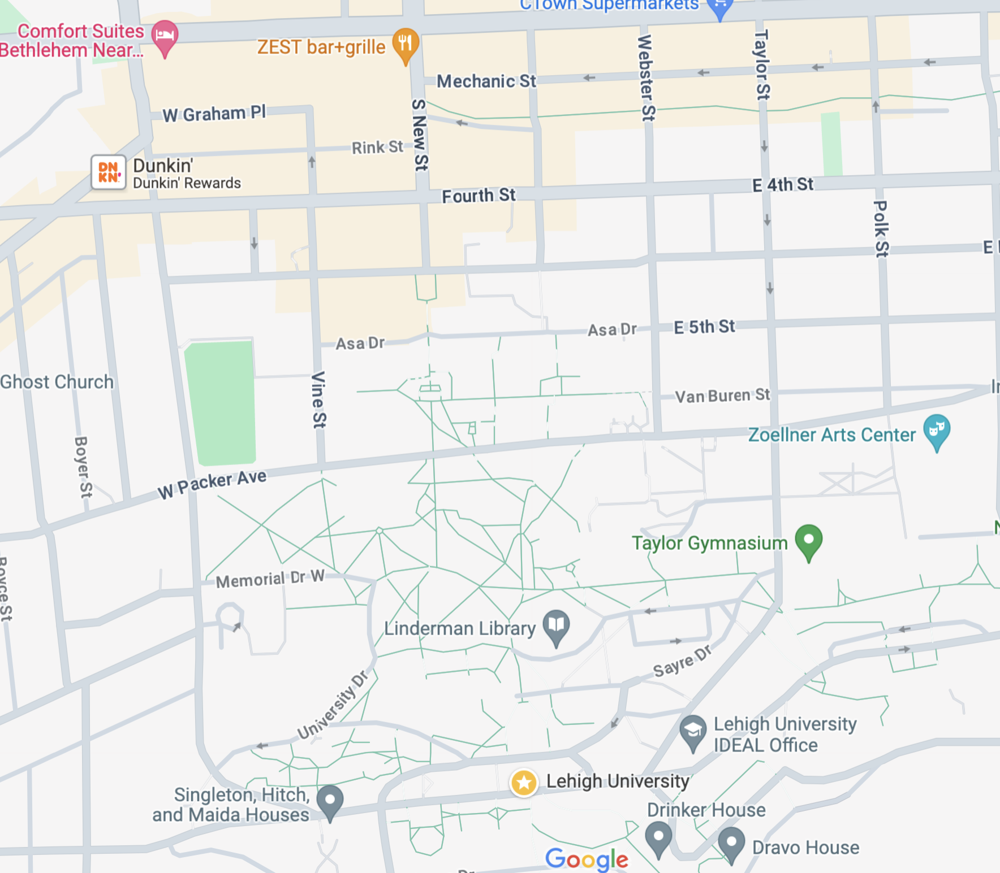 CTown Supermarkets
Comfort Suites
Bethlehem Near...
ZEST bar+grille
Webster St
Taylor St
Mechanic St
W Graham Pl
S New St
Rink St
DN
KN'
Dunkin'
Dunkin' Rewards
E 4th St
Fourth St
Polk St
Asa Dr
Asa Dr
E 5th St
Ghost Church
Vine St
Van Buren St
Zoellner Arts Center
Boyer St
W Packer Ave
Taylor Gymnasium
Boyce St
Memorial Dr W
Linderman Library
Sayre Dr
University Dr
Lehigh University
IDEAL Office
Lehigh University
Singleton, Hitch,
and Maida Houses
Drinker House
Dravo House
Google